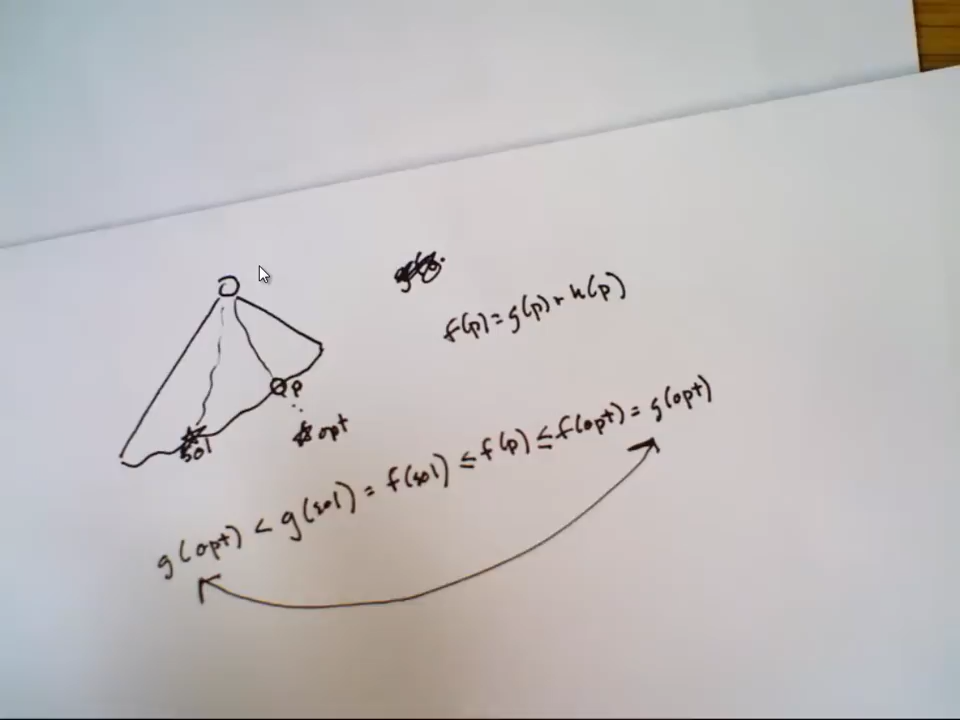 f(p) = g(p) + h(p)
p
opt
sol
g(opt) < g(sol) = f(sol) ≤ f(p) ≤ f(opt) = g(opt)